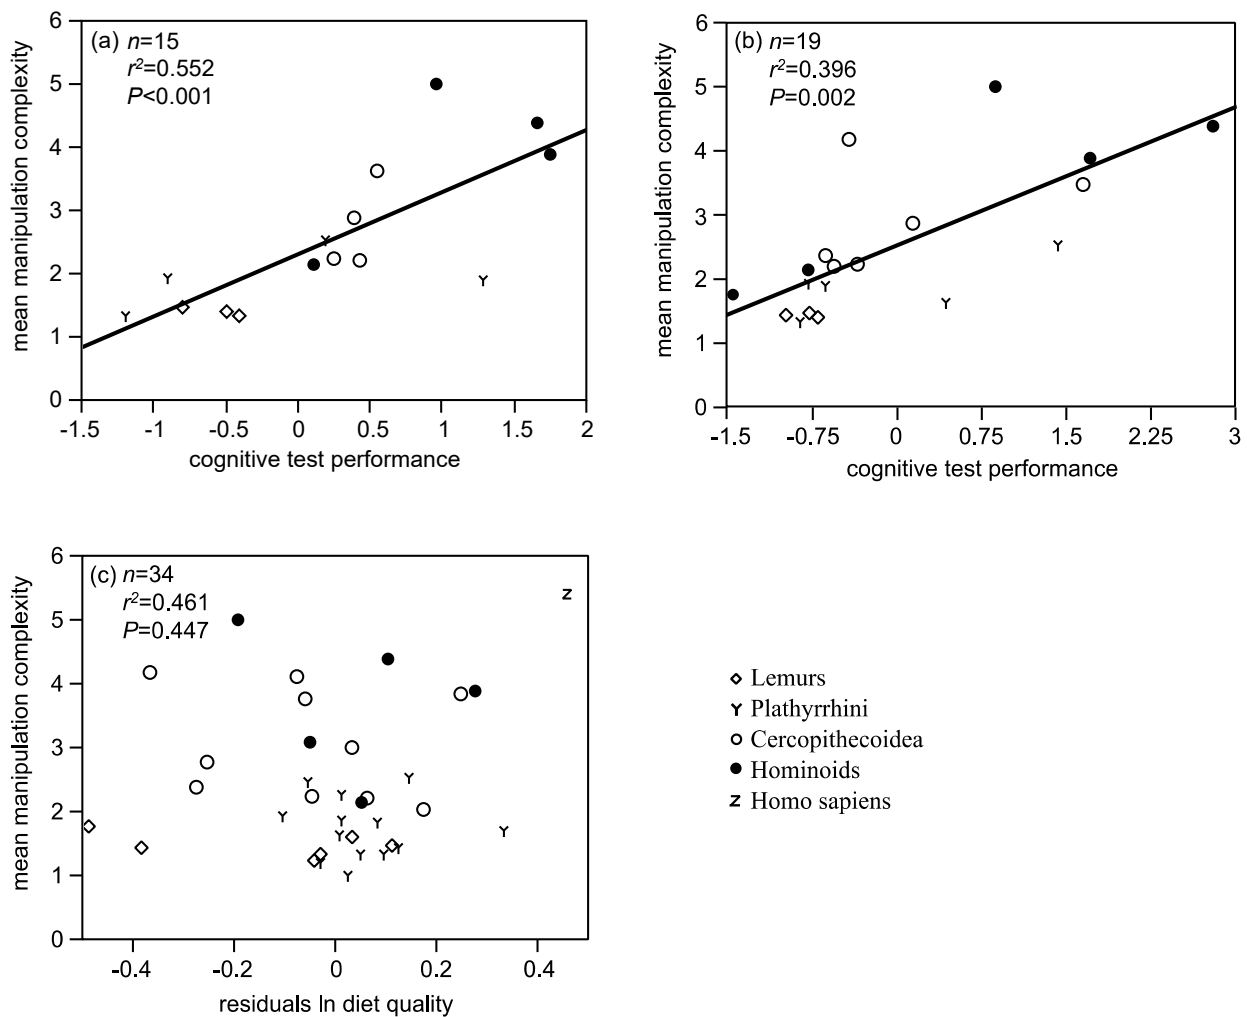 (a) n=15
r²=0.552
P<0.001
mean manipulation complexity
6
5
4
3
2
1
0
-1.5 -1 -0.5 0 0.5 1 1.5 2
cognitive test performance
(b) n=19
r²=0.396
P=0.002
mean manipulation complexity
6
5
4
3
2
1
0
-1.5 -0.75 0 0.75 1.5 2.25 3
cognitive test performance
(c) n=34
r²=0.461
P=0.447
mean manipulation complexity
6
5
4
3
2
1
0
-0.4 -0.2 0 0.2 0.4
residuals ln diet quality
Lemurs
Plathyrrhini
Cercopithecoidea
Hominoids
Homo sapiens